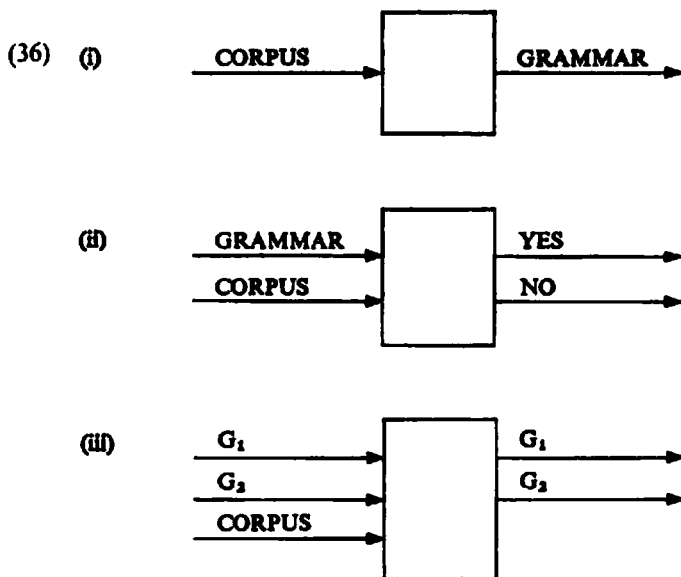 (36) (i) CORPUS GRAMMAR
(ii) GRAMMAR YES
CORPUS NO
(iii) G₁ G₁
G₂ G₂
CORPUS